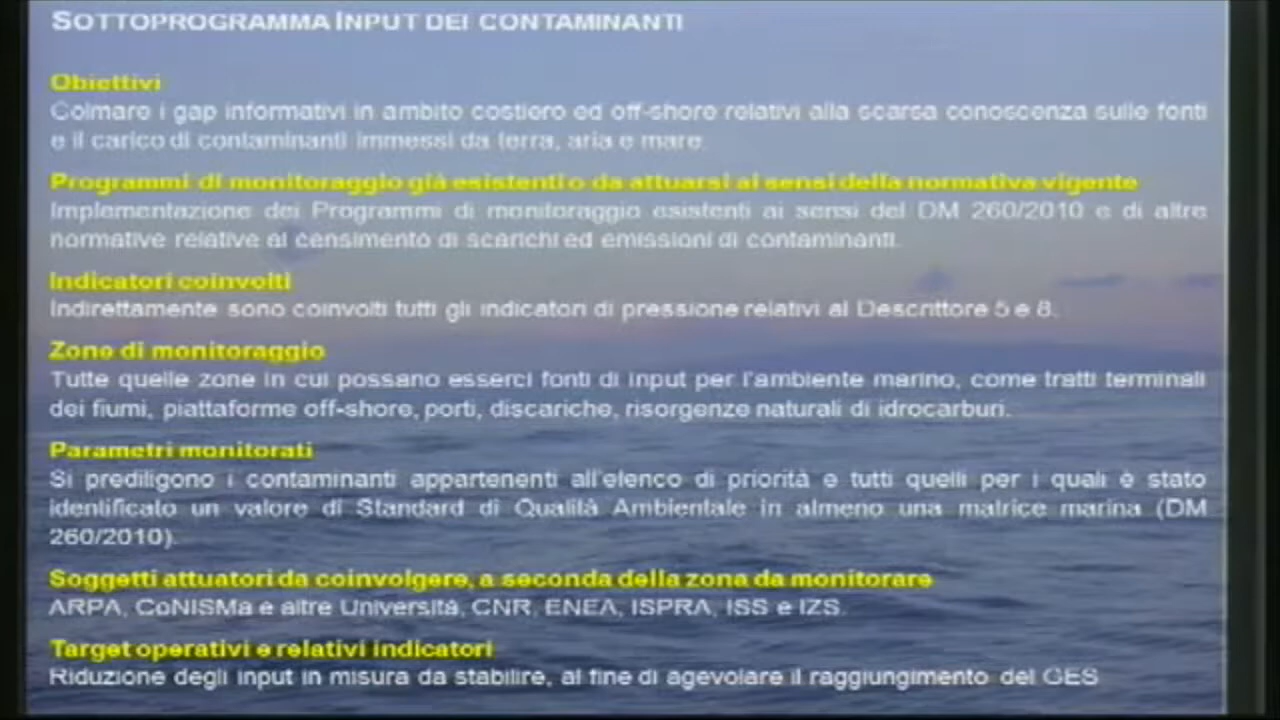 SOTTOPROGRAMMA INPUT DEI CONTAMINANTI
Obiettivi
Colmare i gap informativi in ambito costiero ed off-shore relativi alla scarsa conoscenza sulle fonti
e il carico di contaminanti immessi da terra, aria e mare.
Programmi di monitoraggio già esistenti o da attuarsi ai sensi della normativa vigente
Implementazione dei Programmi di monitoraggio esistenti ai sensi del DM 260/2010 e di altre
normative relative al censimento di scarichi ed emissioni di contaminanti.
Indicatori coinvolti
Indirettamente sono coinvolti tutti gli indicatori di pressione relativi al Descrittore 5 e 8.
Zone di monitoraggio
Tutte quelle zone in cui possano esserci fonti di input per l'ambiente marino, come tratti terminali
dei fiumi, piattaforme off-shore, porti, discariche, risorgenze naturali di idrocarburi.
Parametri monitorati
Si prediligono i contaminanti appartenenti all'elenco di priorità e tutti quelli per i quali è stato
identificato un valore di Standard di Qualità Ambientale in almeno una matrice marina (DM
260/2010).
Soggetti attuatori da coinvolgere, a seconda della zona da monitorare
ARPA, CoNISMa e altre Università, CNR, ENEA, ISPRA, ISS e IZS.
Target operativi e relativi indicatori
Riduzione degli input in misura da stabilire, al fine di agevolare il raggiungimento del GES